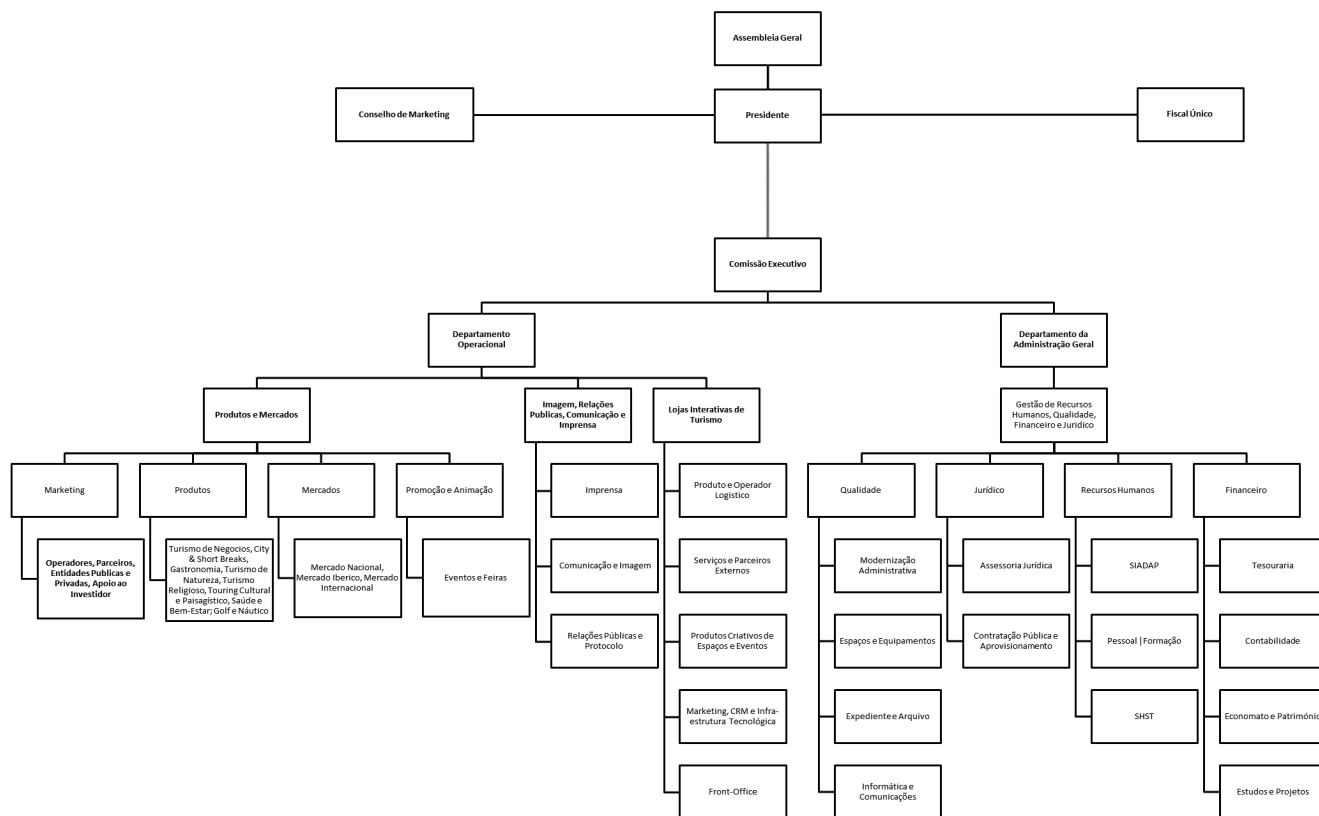 Assembleia Geral
Conselho de Marketing
Presidente
Fiscal Único
Comissão Executivo
Departamento
Operacional
Departamento da
Administração Geral
Produtos e Mercados
Imagem, Relações
Publicas, Comunicação e
Imprensa
Lojas Interativas de
Turismo
Gestão de Recursos
Humanos, Qualidade,
Financeiro e Juridico
Marketing
Produtos
Mercados
Promoção e Animação
Operadores, Parceiros,
Entidades Publicas e
Privadas, Apoio ao
Investidor
Turismo de Negocios, City
& Short Breaks,
Gastronomia, Turismo de
Natureza, Turismo
Religioso, Touring Cultural
e Paisagístico, Saúde e
Bem-Estar; Golf e Náutico
Mercado Nacional,
Mercado Iberico, Mercado
Internacional
Eventos e Feiras
Imprensa
Comunicação e Imagem
Relações Públicas e
Protocolo
Produto e Operador
Logistico
Serviços e Parceiros
Externos
Produtos Criativos de
Espaços e Eventos
Marketing, CRM e Infra-
estrutura Tecnológica
Front-Office
Qualidade
Jurídico
Recursos Humanos
Financeiro
Modernização
Administrativa
Espaços e Equipamentos
Expediente e Arquivo
Informática e
Comunicações
Assessoria Jurídica
Contratação Pública e
Aprovisionamento
SIADAP
Pessoal |Formação
SHST
Tesouraria
Contabilidade
Economato e Património
Estudos e Projetos